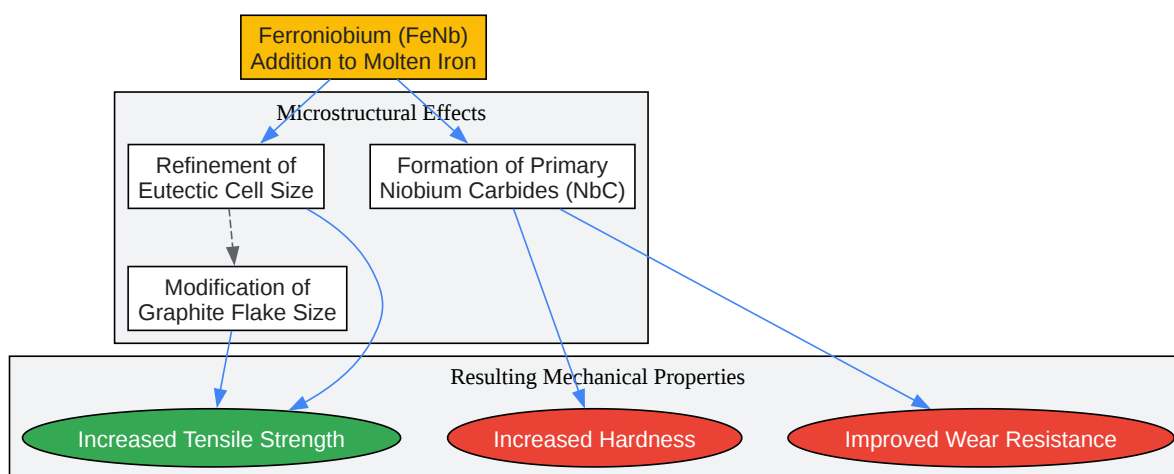 Ferroniobium (FeNb)
Addition to Molten Iron
Microstructural Effects
Refinement of
Eutectic Cell Size
Formation of Primary
Niobium Carbides (NbC)
Modification of
Graphite Flake Size
Resulting Mechanical Properties
Increased Tensile Strength
Increased Hardness
Improved Wear Resistance